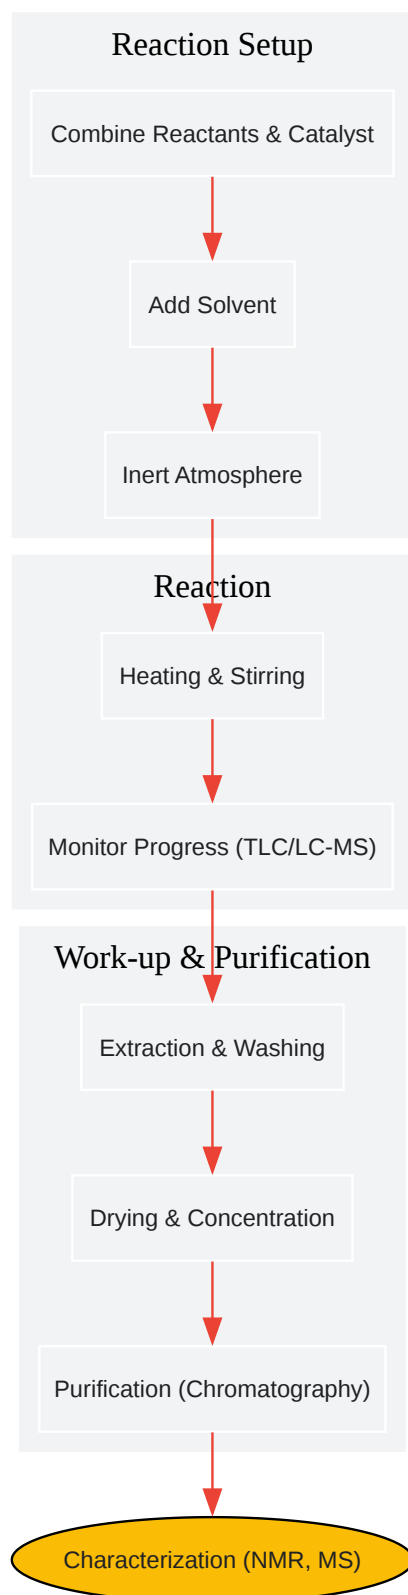 Reaction Setup
Combine Reactants & Catalyst
Add Solvent
Inert Atmosphere
Reaction
Heating & Stirring
Monitor Progress (TLC/LC-MS)
Work-up & Purification
Extraction & Washing
Drying & Concentration
Purification (Chromatography)
Characterization (NMR, MS)